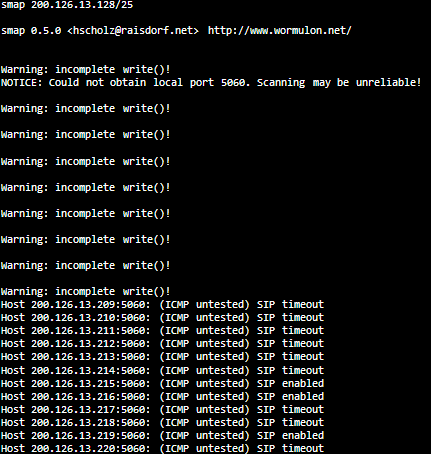 smap 200.126.13.128/25
smap 0.5.0 <hscholz@raisdorf.net> http://www.wormulon.net/
Warning: incomplete write()!
NOTICE: Could not obtain local port 5060. Scanning may be unreliable!
Warning: incomplete write()!
Warning: incomplete write()!
Warning: incomplete write()!
Warning: incomplete write()!
Warning: incomplete write()!
Warning: incomplete write()!
Warning: incomplete write()!
Warning: incomplete write()!
Host 200.126.13.209:5060: (ICMP untested) SIP timeout
Host 200.126.13.210:5060: (ICMP untested) SIP timeout
Host 200.126.13.211:5060: (ICMP untested) SIP timeout
Host 200.126.13.212:5060: (ICMP untested) SIP timeout
Host 200.126.13.213:5060: (ICMP untested) SIP timeout
Host 200.126.13.214:5060: (ICMP untested) SIP timeout
Host 200.126.13.215:5060: (ICMP untested) SIP enabled
Host 200.126.13.216:5060: (ICMP untested) SIP enabled
Host 200.126.13.217:5060: (ICMP untested) SIP timeout
Host 200.126.13.218:5060: (ICMP untested) SIP timeout
Host 200.126.13.219:5060: (ICMP untested) SIP enabled
Host 200.126.13.220:5060: (ICMP untested) SIP timeout